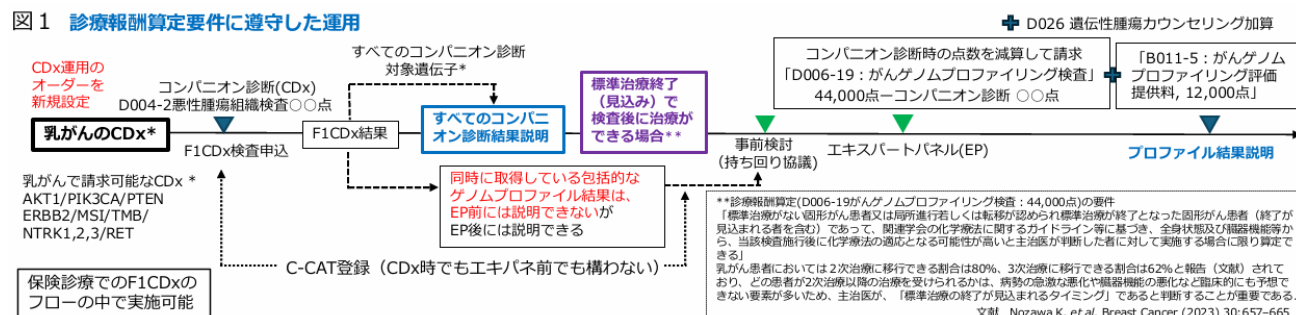 図1 診療報酬算定要件に遵守した運用
D026 遺伝性腫瘍カウンセリング加算
CDx運用の
オーダーを
新規設定
乳がんのCDx*
コンパニオン診断(CDx)
D004-2悪性腫瘍組織検査○○点
F1CDx検査申込
F1CDx結果
すべてのコンパニオン診断
対象遺伝子*
すべてのコンパニ
オン診断結果説明
標準治療終了
(見込み)で
検査後に治療が
できる場合**
コンパニオン診断時の点数を減算して請求
「D006-19:がんゲノムプロファイリング検査」
44,000点ーコンパニオン診断 ○○点
「B011-5:がんゲノム
プロファイリング評価
提供料, 12,000点」
事前検討
(持ち回り協議)
エキスパートパネル(EP)
プロファイル結果説明
乳がんで請求可能なCDx *
AKT1/PIK3CA/PTEN
ERBB2/MSI/TMB/
NTRK1,2,3/RET
同時に取得している包括的な
ゲノムプロファイル結果は、
EP前には説明できないが
EP後には説明できる
C-CAT登録(CDx時でもエキパネ前でも構わない)
保険診療でのF1CDxの
フローの中で実施可能
**診療報酬算定(D006-19がんゲノムプロファイリング検査:44,000点)の要件
「標準治療がない固形がん患者又は局所進行若しくは転移が認められ標準治療が終了となった固形がん患者(終了が
見込まれる者を含む)であって、関連学会の化学療法に関するガイドライン等に基づき、全身状態及び臓器機能等か
ら、当該検査施行後に化学療法の適応となる可能性が高いと主治医が判断した者に対して実施する場合に限り算定で
きる」
乳がん患者においては2次治療に移行できる割合は80%、3次治療に移行できる割合は62%と報告(文献)されて
おり、どの患者が2次治療以降の治療を受けられるかは、病勢の急激な悪化や臓器機能の悪化など臨床的にも予想で
きない要素が多いため、主治医が、「標準治療の終了が見込まれるタイミング」であると判断することが重要である。
文献 Nozawa K, et al. Breast Cancer (2023) 30:657–665